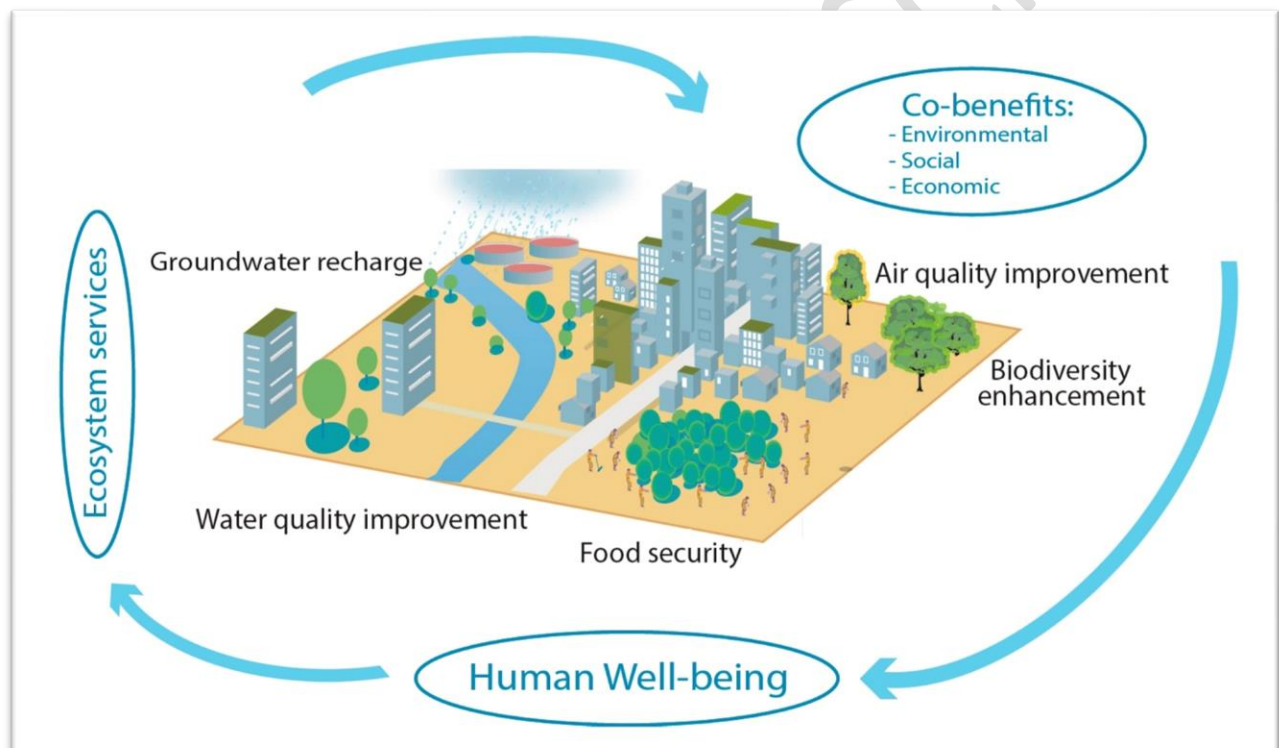 Co-benefits:
- Environmental
- Social
- Economic
Groundwater recharge
Air quality improvement
Ecosystem services
Biodiversity
enhancement
Water quality improvement
Food security
Human Well-being